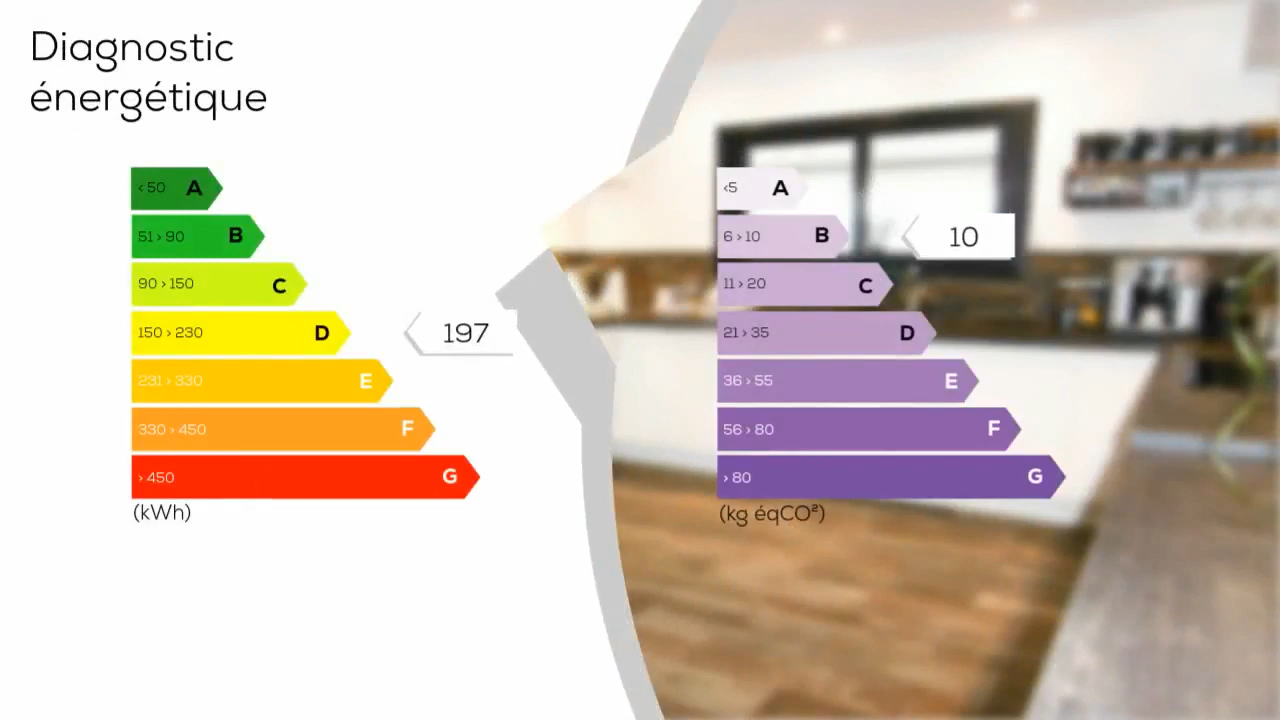 Diagnostic
énergétique
< 50 A
51 > 90 B
90 > 150 C
150 > 230 D
197
231 > 330 E
330 > 450 F
> 450 G
(kWh)
<5 A
6 > 10 B
10
11 > 20 C
21 > 35 D
36 > 55 E
56 > 80 F
> 80 G
(kg éqCO²)